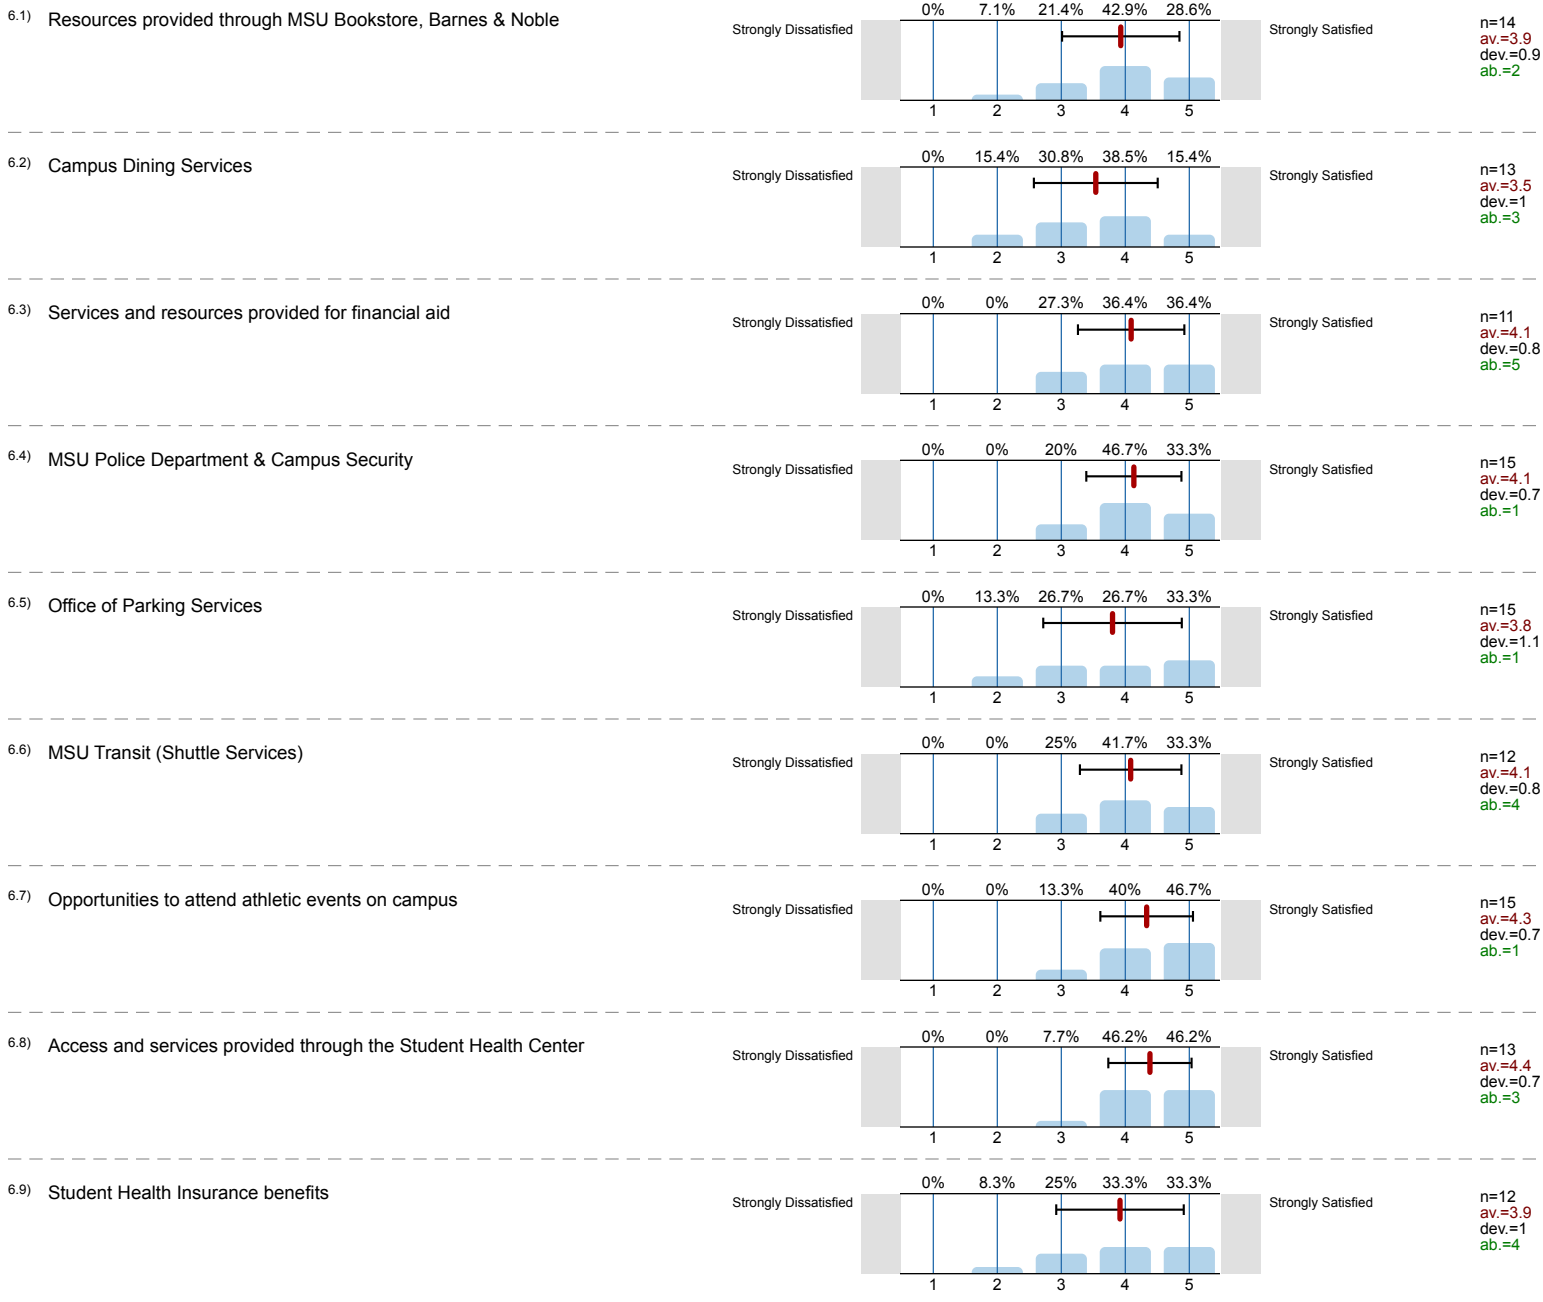 6.1) Resources provided through MSU Bookstore, Barnes & Noble
0% 7.1% 21.4% 42.9% 28.6%
Strongly Dissatisfied Strongly Satisfied
n=14
av.=3.9
dev.=0.9
ab.=2
1 2 3 4 5
6.2) Campus Dining Services
0% 15.4% 30.8% 38.5% 15.4%
Strongly Dissatisfied Strongly Satisfied
n=13
av.=3.5
dev.=1
ab.=3
1 2 3 4 5
6.3) Services and resources provided for financial aid
0% 0% 27.3% 36.4% 36.4%
Strongly Dissatisfied Strongly Satisfied
n=11
av.=4.1
dev.=0.8
ab.=5
1 2 3 4 5
6.4) MSU Police Department & Campus Security
0% 0% 20% 46.7% 33.3%
Strongly Dissatisfied Strongly Satisfied
n=15
av.=4.1
dev.=0.7
ab.=1
1 2 3 4 5
6.5) Office of Parking Services
0% 13.3% 26.7% 26.7% 33.3%
Strongly Dissatisfied Strongly Satisfied
n=15
av.=3.8
dev.=1.1
ab.=1
1 2 3 4 5
6.6) MSU Transit (Shuttle Services)
0% 0% 25% 41.7% 33.3%
Strongly Dissatisfied Strongly Satisfied
n=12
av.=4.1
dev.=0.8
ab.=4
1 2 3 4 5
6.7) Opportunities to attend athletic events on campus
0% 0% 13.3% 40% 46.7%
Strongly Dissatisfied Strongly Satisfied
n=15
av.=4.3
dev.=0.7
ab.=1
1 2 3 4 5
6.8) Access and services provided through the Student Health Center
0% 0% 7.7% 46.2% 46.2%
Strongly Dissatisfied Strongly Satisfied
n=13
av.=4.4
dev.=0.7
ab.=3
1 2 3 4 5
6.9) Student Health Insurance benefits
0% 8.3% 25% 33.3% 33.3%
Strongly Dissatisfied Strongly Satisfied
n=12
av.=3.9
dev.=1
ab.=4
1 2 3 4 5